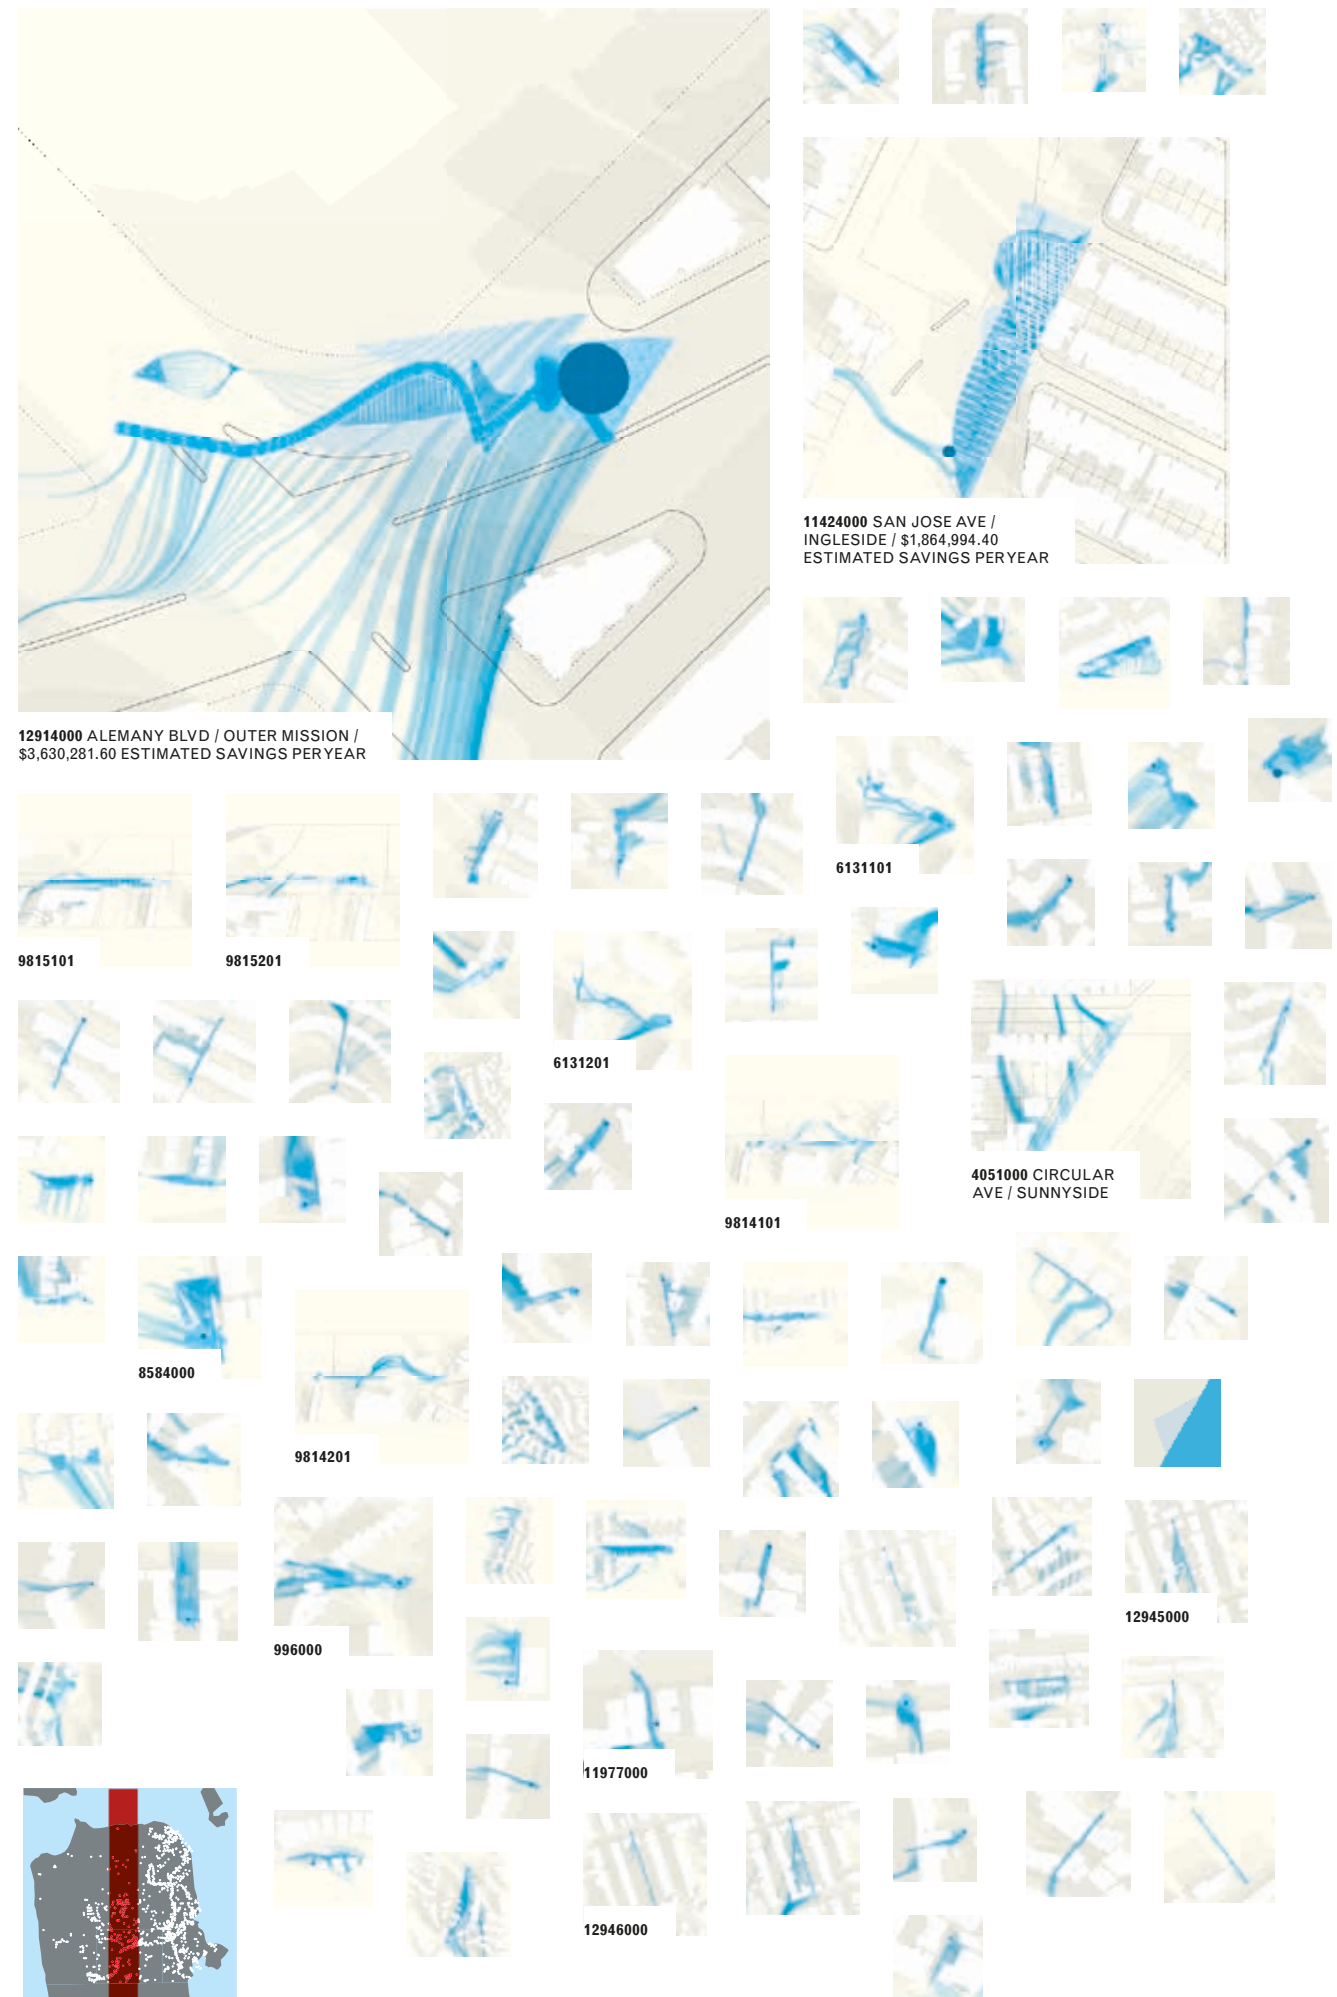 11424000 SAN JOSE AVE /
INGLESIDE / $1,864,994.40
ESTIMATED SAVINGS PER YEAR
12914000 ALEMANY BLVD / OUTER MISSION /
$3,630,281.60 ESTIMATED SAVINGS PER YEAR
6131101
9815101
9815201
6131201
4051000 CIRCULAR
AVE / SUNNYSIDE
9814101
8584000
9814201
12945000
996000
11977000
12946000